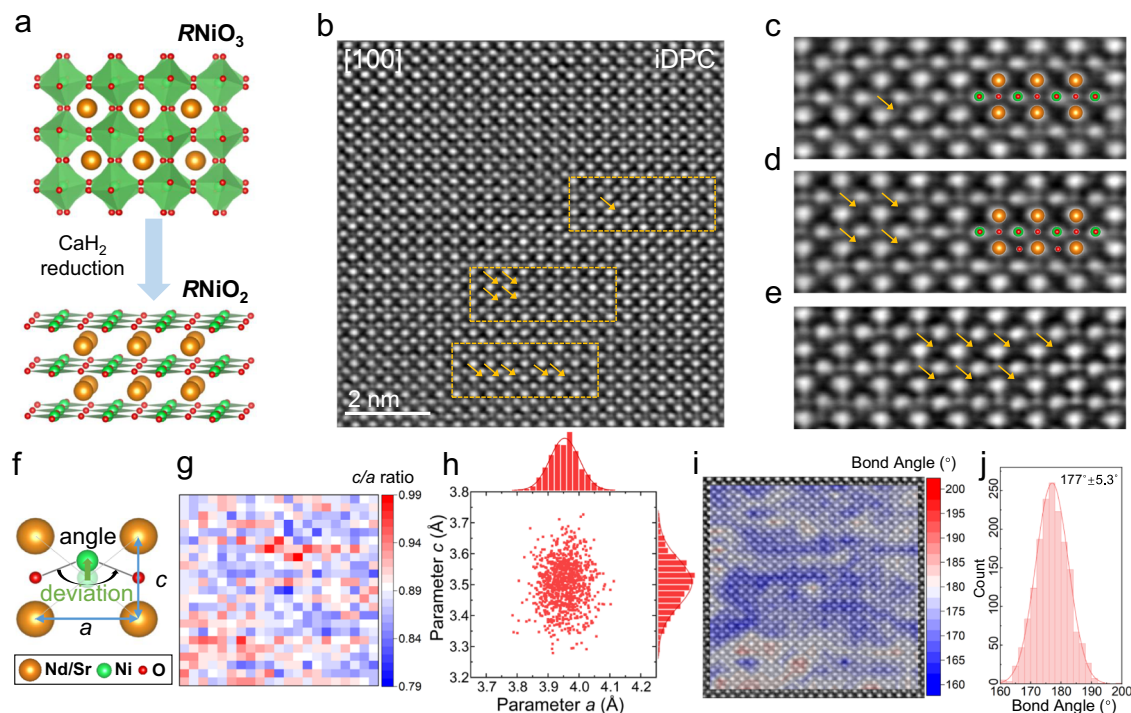 a
RNiO3
CaH2
reduction
RNiO2
b
[100]
iDPC
2 nm
c
d
e
f
angle
deviation
c
a
Nd/Sr
Ni
O
g
c/a ratio
0.99
0.94
0.89
0.84
0.79
h
3.8
3.7
3.6
3.5
3.4
3.3
3.2
Parameter c (Å)
3.7
3.8
3.9
4.0
4.1
4.2
Parameter a (Å)
i
Bond Angle (°)
200
195
190
185
180
175
170
165
160
j
177°±5.3°
250
200
150
100
50
0
Count
160
170
180
190
200
Bond Angle (°)